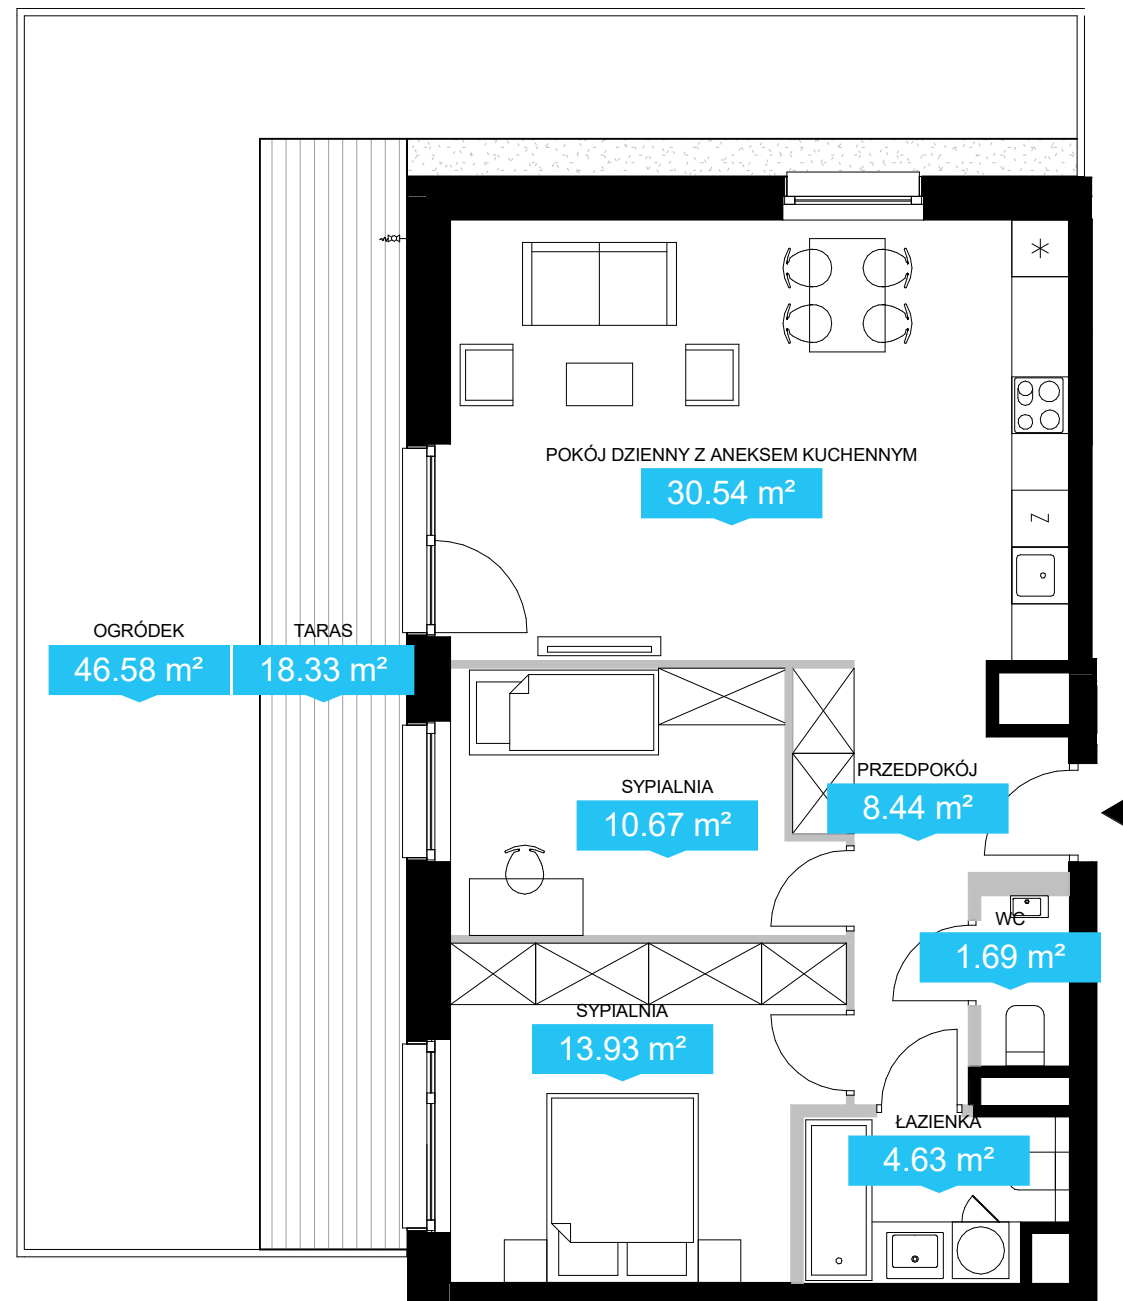 POKÓJ DZIENNY Z ANEKSEM KUCHENNYM
30.54 m²
OGRÓDEK
46.58 m²
TARAS
18.33 m²
SYPIALNIA
10.67 m²
PRZEDPOKÓJ
8.44 m²
WC
1.69 m²
SYPIALNIA
13.93 m²
ŁAZIENKA
4.63 m²